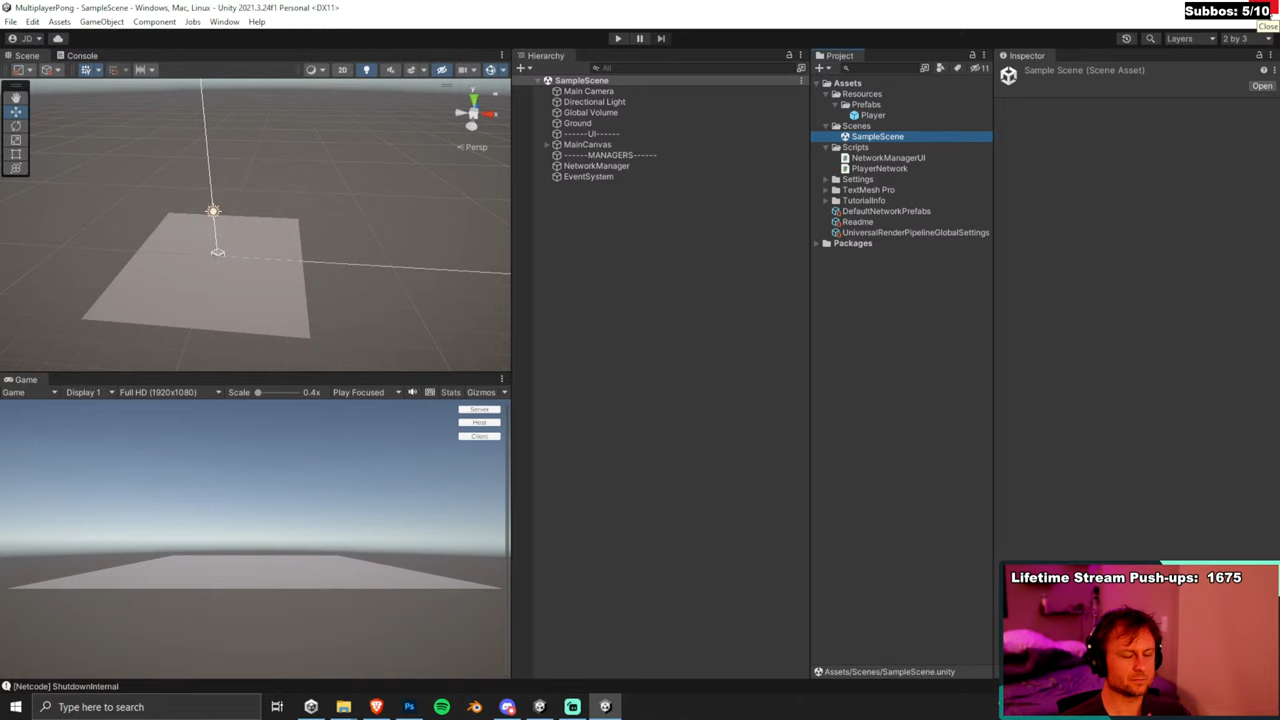 MultiplayerPong - SampleScene - Windows, Mac, Linux - Unity 2021.3.24f1 Personal <DX11>
Subbos: 5/10
Close
File Edit Assets GameObject Component Jobs Window Help
JD
Layers
2 by 3
Scene
Console
2D
y
Persp
Hierarchy
All
SampleScene
Main Camera
Directional Light
Global Volume
Ground
------UI------
MainCanvas
------MANAGERS------
NetworkManager
EventSystem
Project
11
Assets
Resources
Prefabs
Player
Scenes
SampleScene
Scripts
NetworkManagerUI
PlayerNetwork
Settings
TextMesh Pro
TutorialInfo
DefaultNetworkPrefabs
Readme
UniversalRenderPipelineGlobalSettings
Packages
Assets/Scenes/SampleScene.unity
Inspector
Sample Scene (Scene Asset)
Open
Game
Game Display 1 Full HD (1920x1080) Scale 0.4x Play Focused Stats Gizmos
Server
Host
Client
Lifetime Stream Push-ups: 1675
[Netcode] ShutdownInternal
Type here to search